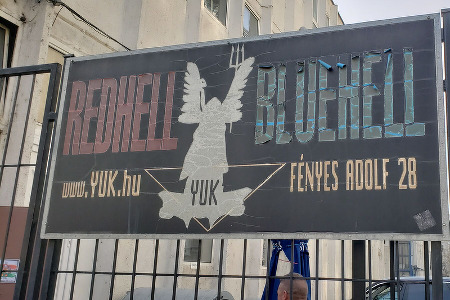 REDHELL
BLUEHELL
www.YUK.hu
YUK
FÉNYES ADOLF 28